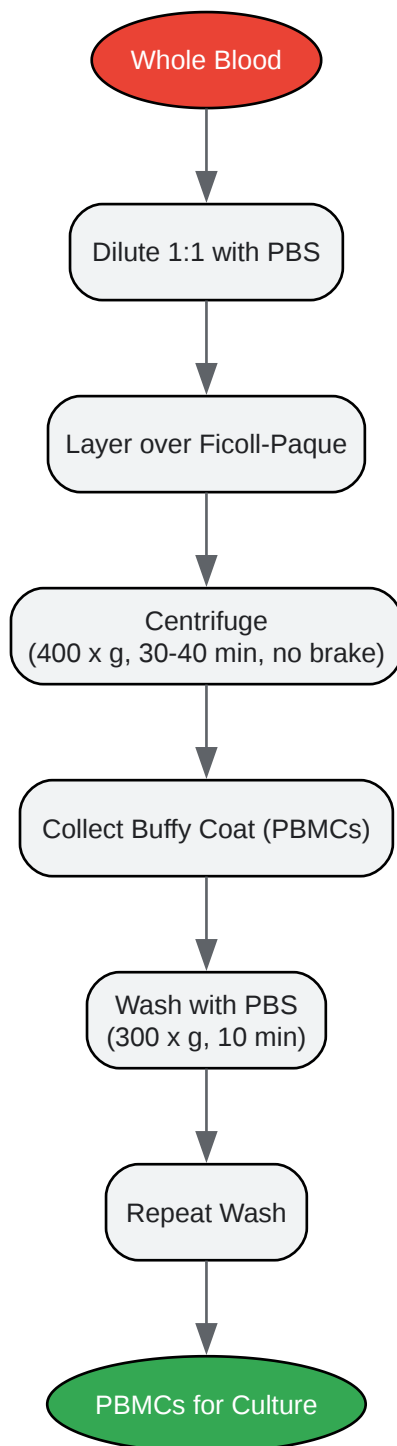 Whole Blood
Dilute 1:1 with PBS
Layer over Ficoll-Paque
Centrifuge
(400 x g, 30-40 min, no brake)
Collect Buffy Coat (PBMCs)
Wash with PBS
(300 x g, 10 min)
Repeat Wash
PBMCs for Culture